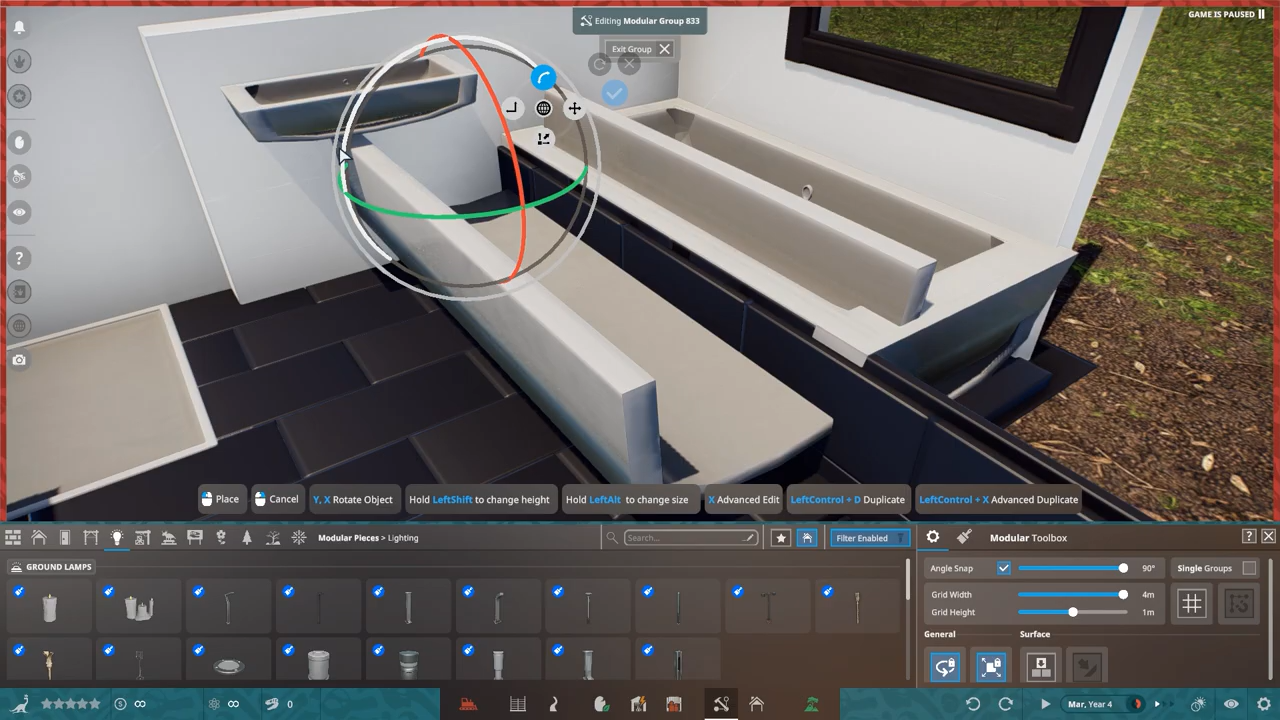 Editing Modular Group 833
Exit Group
GAME IS PAUSED
Place
Cancel
Y, X Rotate Object
Hold LeftShift to change height
Hold LeftAlt to change size
X Advanced Edit
LeftControl + D Duplicate
LeftControl + X Advanced Duplicate
Modular Pieces > Lighting
Search...
Filter Enabled
Modular Toolbox
GROUND LAMPS
Angle Snap
90°
Single Groups
Grid Width
4m
Grid Height
1m
General
Surface
0
Mar, Year 4